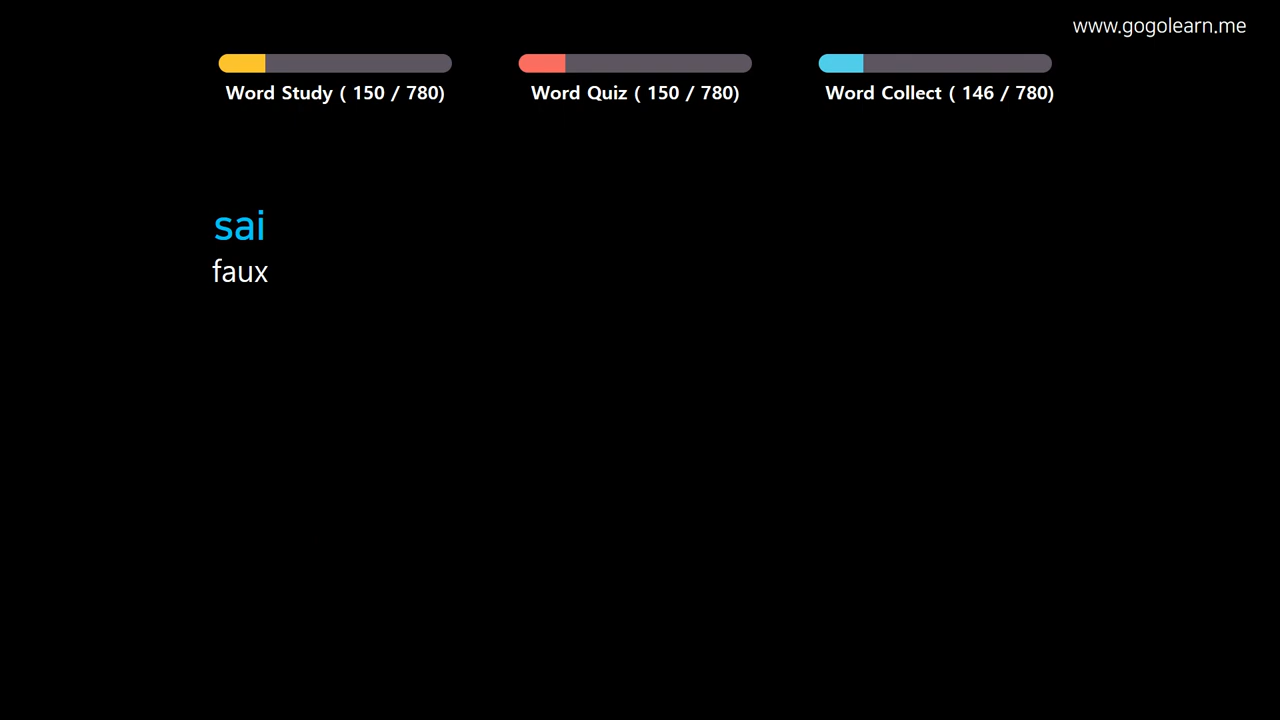 www.gogolearn.me
Word Study ( 150 / 780)
Word Quiz ( 150 / 780)
Word Collect ( 146 / 780)
sai
faux